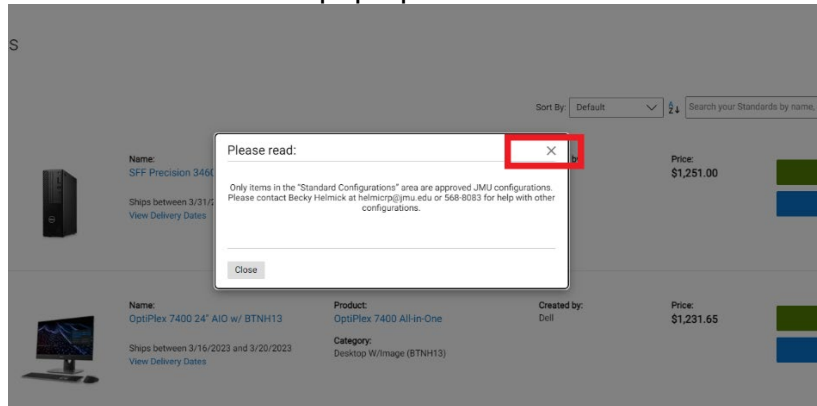 S
Sort By: Default
Search your Standards by name,
Please read:
Only items in the "Standard Configurations" area are approved JMU configurations.
Please contact Becky Helmick at helmicrp@jmu.edu or 568-8083 for help with other
configurations.
Close
Name:
SFF Precision 3460
Ships between 3/31/2
View Delivery Dates
by:
Price:
$1,251.00
Name:
OptiPlex 7400 24" AIO w/ BTNH13
Ships between 3/16/2023 and 3/20/2023
View Delivery Dates
Product:
OptiPlex 7400 All-in-One
Category:
Desktop W/Image (BTNH13)
Created by:
Dell
Price:
$1,231.65